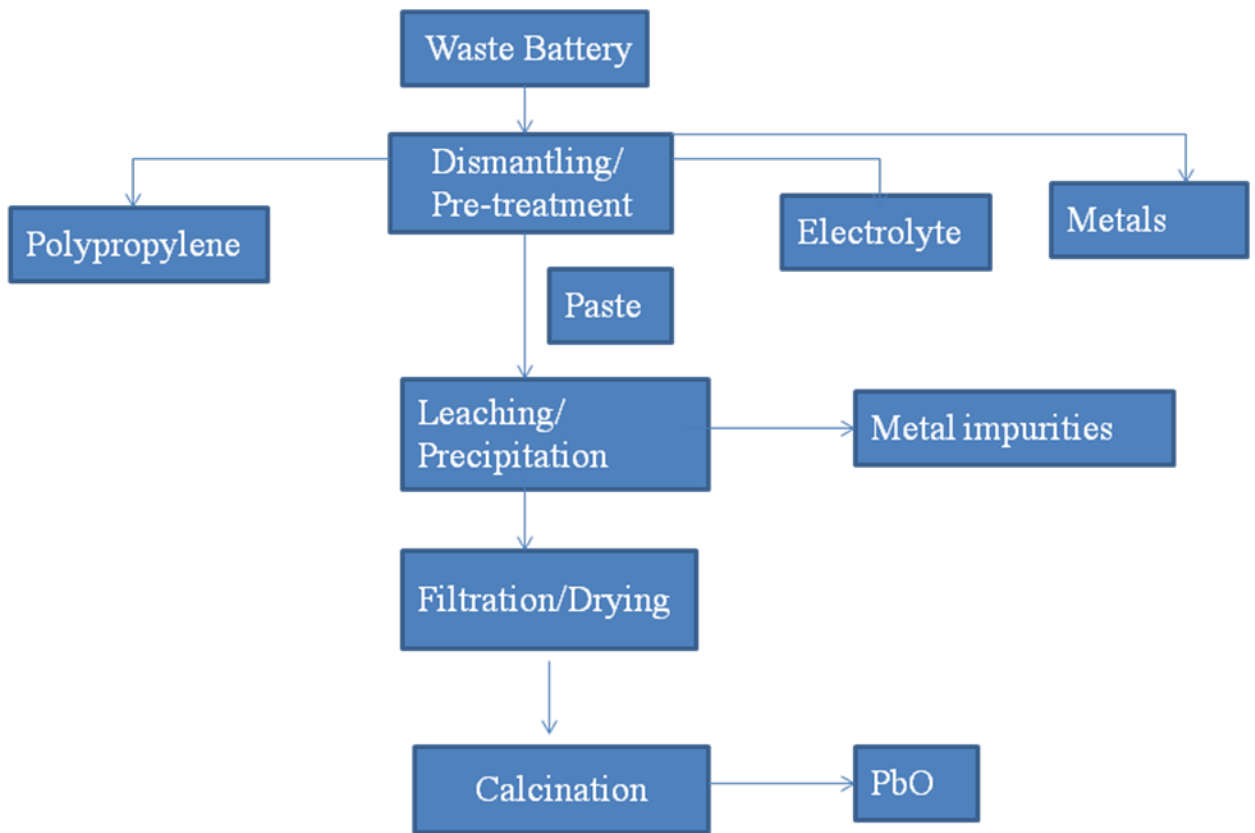 Waste Battery
Dismantling/
Pre-treatment
Polypropylene
Electrolyte
Metals
Paste
Leaching/
Precipitation
Metal impurities
Filtration/Drying
Calcination
PbO